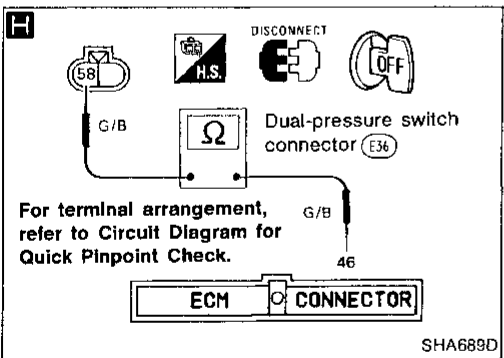 H
DISCONNECT
H.S.
OFF
58
G/B
Ω
Dual-pressure switch
connector E36
For terminal arrangement,
refer to Circuit Diagram for
Quick Pinpoint Check.
G/B
46
ECM CONNECTOR
SHA689D